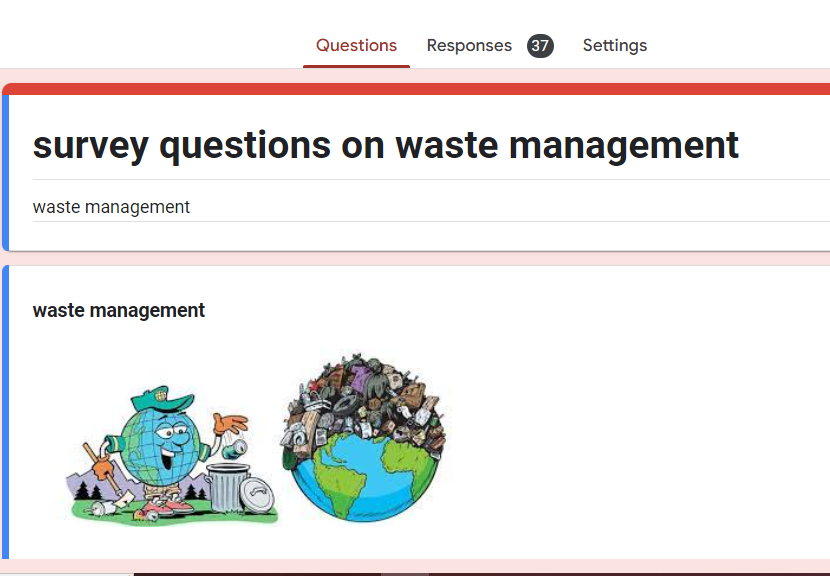 Questions Responses 37 Settings
survey questions on waste management
waste management
waste management